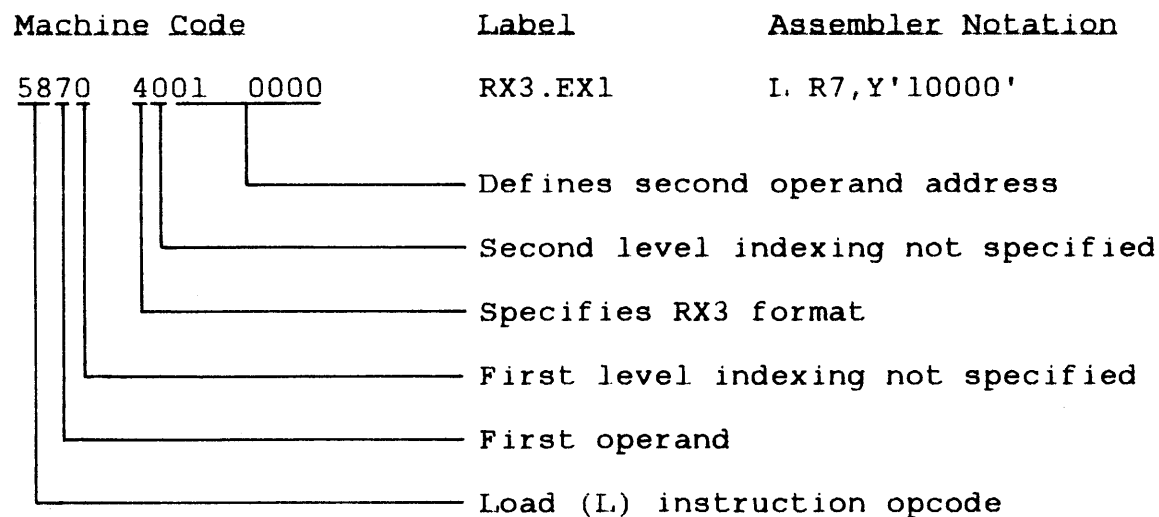 Machine Code Label Assembler Notation
5870 4001 0000 RX3.EX1 L R7,Y'10000'
Defines second operand address
Second level indexing not specified
Specifies RX3 format
First level indexing not specified
First operand
Load (L) instruction opcode